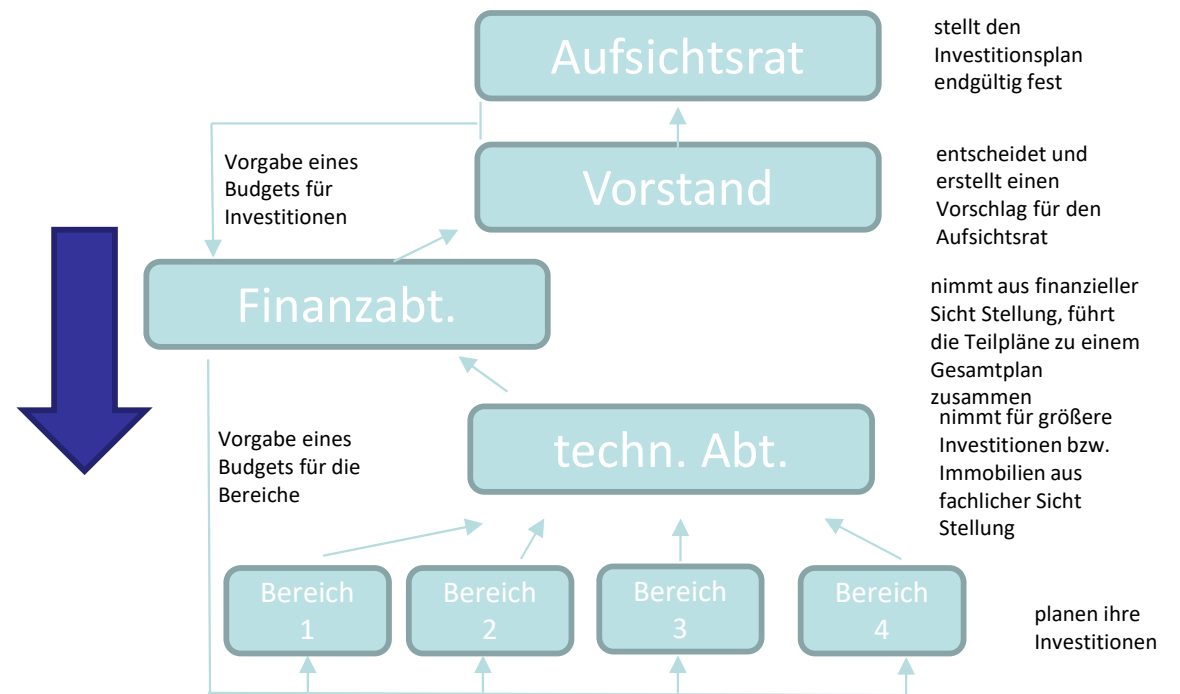 Aufsichtsrat
stellt den
Investitionsplan
endgültig fest
Vorgabe eines
Budgets für
Investitionen
Vorstand
entscheidet und
erstellt einen
Vorschlag für den
Aufsichtsrat
Finanzabt.
nimmt aus finanzieller
Sicht Stellung, führt
die Teilpläne zu einem
Gesamtplan
zusammen
Vorgabe eines
Budgets für die
Bereiche
techn. Abt.
nimmt für größere
Investitionen bzw.
Immobilien aus
fachlicher Sicht
Stellung
Bereich
1
Bereich
2
Bereich
3
Bereich
4
planen ihre
Investitionen